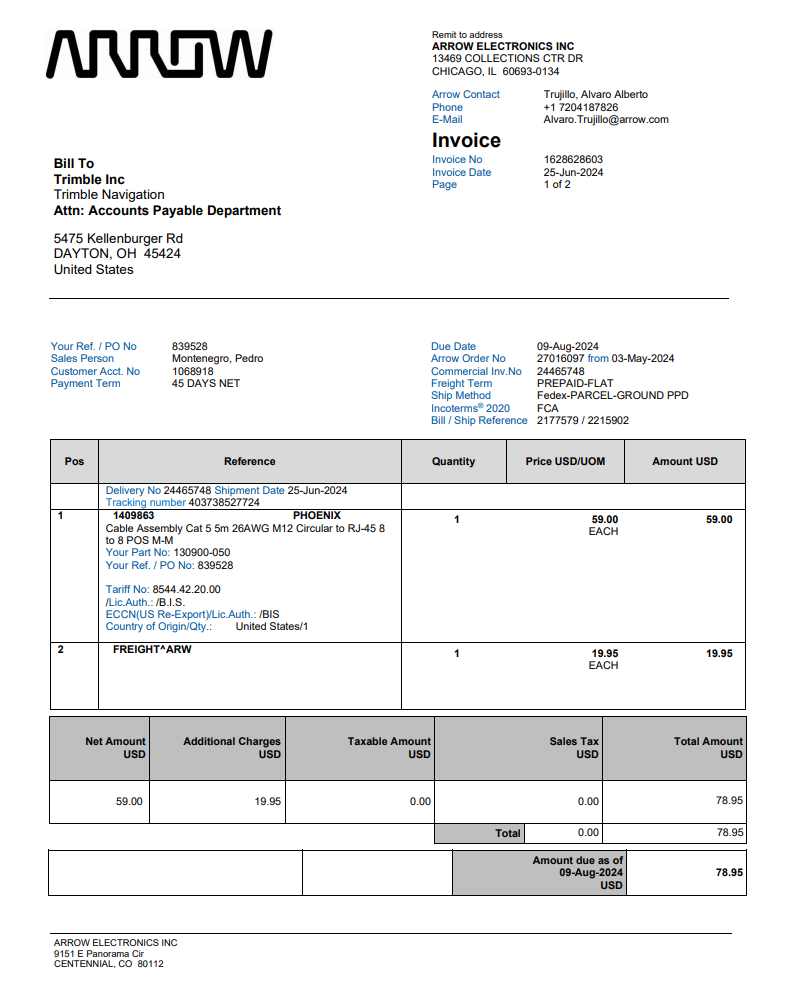 ARROW
Remit to address
ARROW ELECTRONICS INC
13469 COLLECTIONS CTR DR
CHICAGO, IL  60693-0134
Arrow Contact Trujillo, Alvaro Alberto
Phone +1 7204187826
E-Mail Alvaro.Trujillo@arrow.com
Invoice
Invoice No 1628628603
Invoice Date 25-Jun-2024
Page 1 of 2
Bill To
Trimble Inc
Trimble Navigation
Attn: Accounts Payable Department
5475 Kellenburger Rd
DAYTON, OH  45424
United States
Your Ref. / PO No 839528
Sales Person Montenegro, Pedro
Customer Acct. No 1068918
Payment Term 45 DAYS NET
Due Date 09-Aug-2024
Arrow Order No 27016097 from 03-May-2024
Commercial Inv.No 24465748
Freight Term PREPAID-FLAT
Ship Method Fedex-PARCEL-GROUND PPD
Incoterms® 2020 FCA
Bill / Ship Reference 2177579 / 2215902
Pos Reference Quantity Price USD/UOM Amount USD
Delivery No 24465748 Shipment Date 25-Jun-2024
Tracking number 403738527724
1 1409863 PHOENIX 1 59.00 59.00
EACH
Cable Assembly Cat 5 5m 26AWG M12 Circular to RJ-45 8
to 8 POS M-M
Your Part No: 130900-050
Your Ref. / PO No: 839528
Tariff No: 8544.42.20.00
/Lic.Auth.: /B.I.S.
ECCN(US Re-Export)/Lic.Auth.: /BIS
Country of Origin/Qty.: United States/1
2 FREIGHT^ARW 1 19.95 19.95
EACH
Net Amount Additional Charges Taxable Amount Sales Tax Total Amount
USD USD USD USD USD
59.00 19.95 0.00 0.00 78.95
Total 0.00 78.95
Amount due as of
09-Aug-2024 78.95
USD
ARROW ELECTRONICS INC
9151 E Panorama Cir
CENTENNIAL, CO  80112